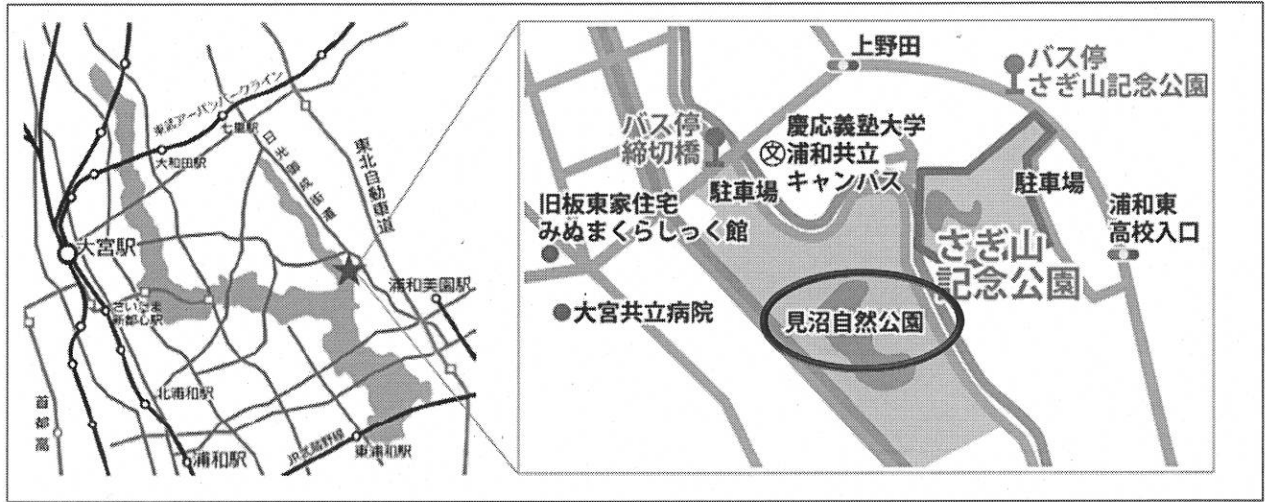 東武アーバンパークライン
七里駅
大和田駅
日光御成街道
東北自動車道
大宮駅
さいたま
新都心駅
浦和美園駅
北浦和駅
首都高
浦和駅
JR武蔵野線
東浦和駅
上野田
バス停
さぎ山記念公園
バス停
締切橋
慶応義塾大学
文
浦和共立
キャンパス
駐車場
駐車場
旧板東家住宅
みぬまくらしっく館
浦和東
高校入口
さぎ山
記念公園
大宮共立病院
見沼自然公園